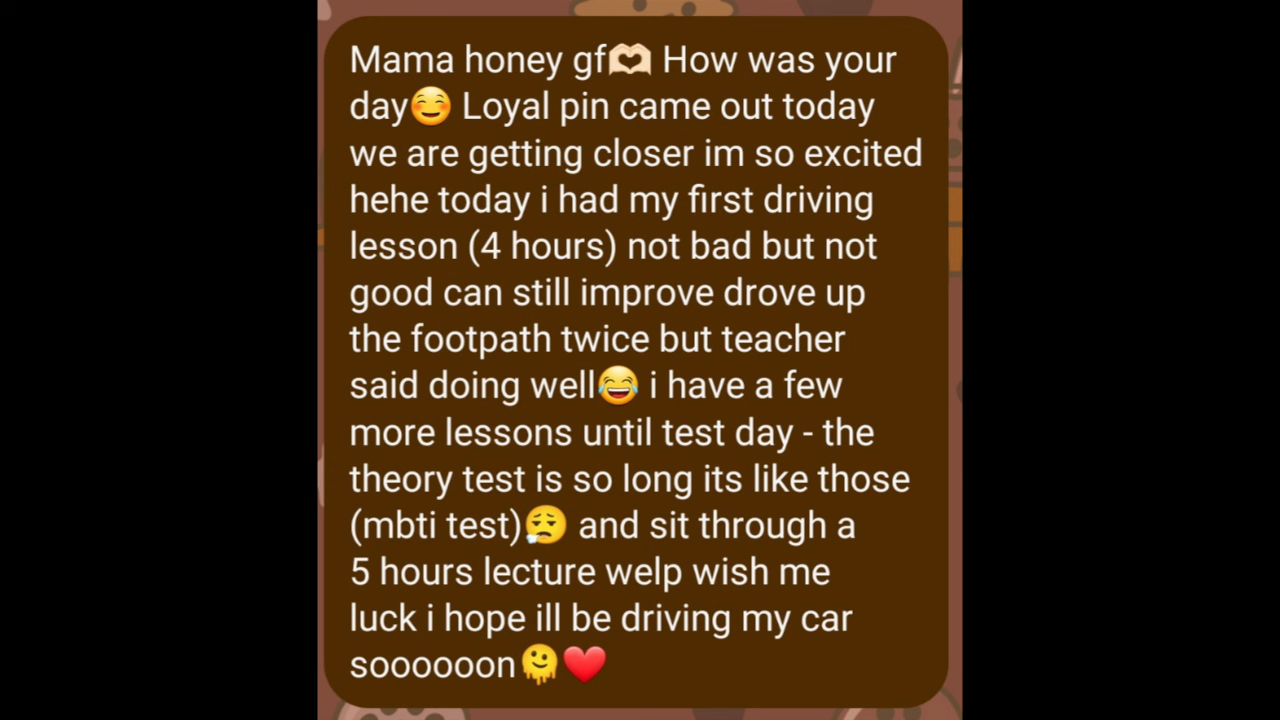 Mama honey gf🫶🏻 How was your
day☺️ Loyal pin came out today
we are getting closer im so excited
hehe today i had my first driving
lesson (4 hours) not bad but not
good can still improve drove up
the footpath twice but teacher
said doing well😂 i have a few
more lessons until test day - the
theory test is so long its like those
(mbti test)😮‍💨 and sit through a
5 hours lecture welp wish me
luck i hope ill be driving my car
soooooon🫠❤️